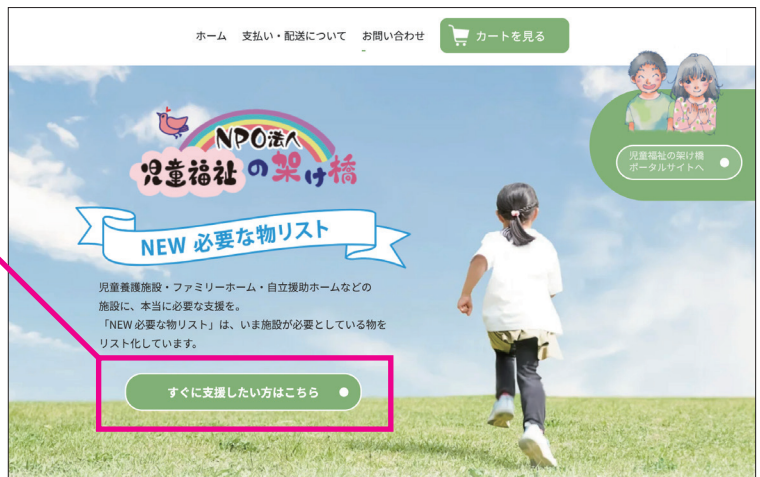 ホーム 支払い・配送について お問い合わせ カートを見る
NPO法人
児童福祉の架け橋
児童福祉の架け橋
ポータルサイトへ
NEW 必要な物リスト
児童養護施設・ファミリーホーム・自立援助ホームなどの
施設に、本当に必要な支援を。
「NEW 必要な物リスト」は、いま施設が必要としている物を
リスト化しています。
すぐに支援したい方はこちら